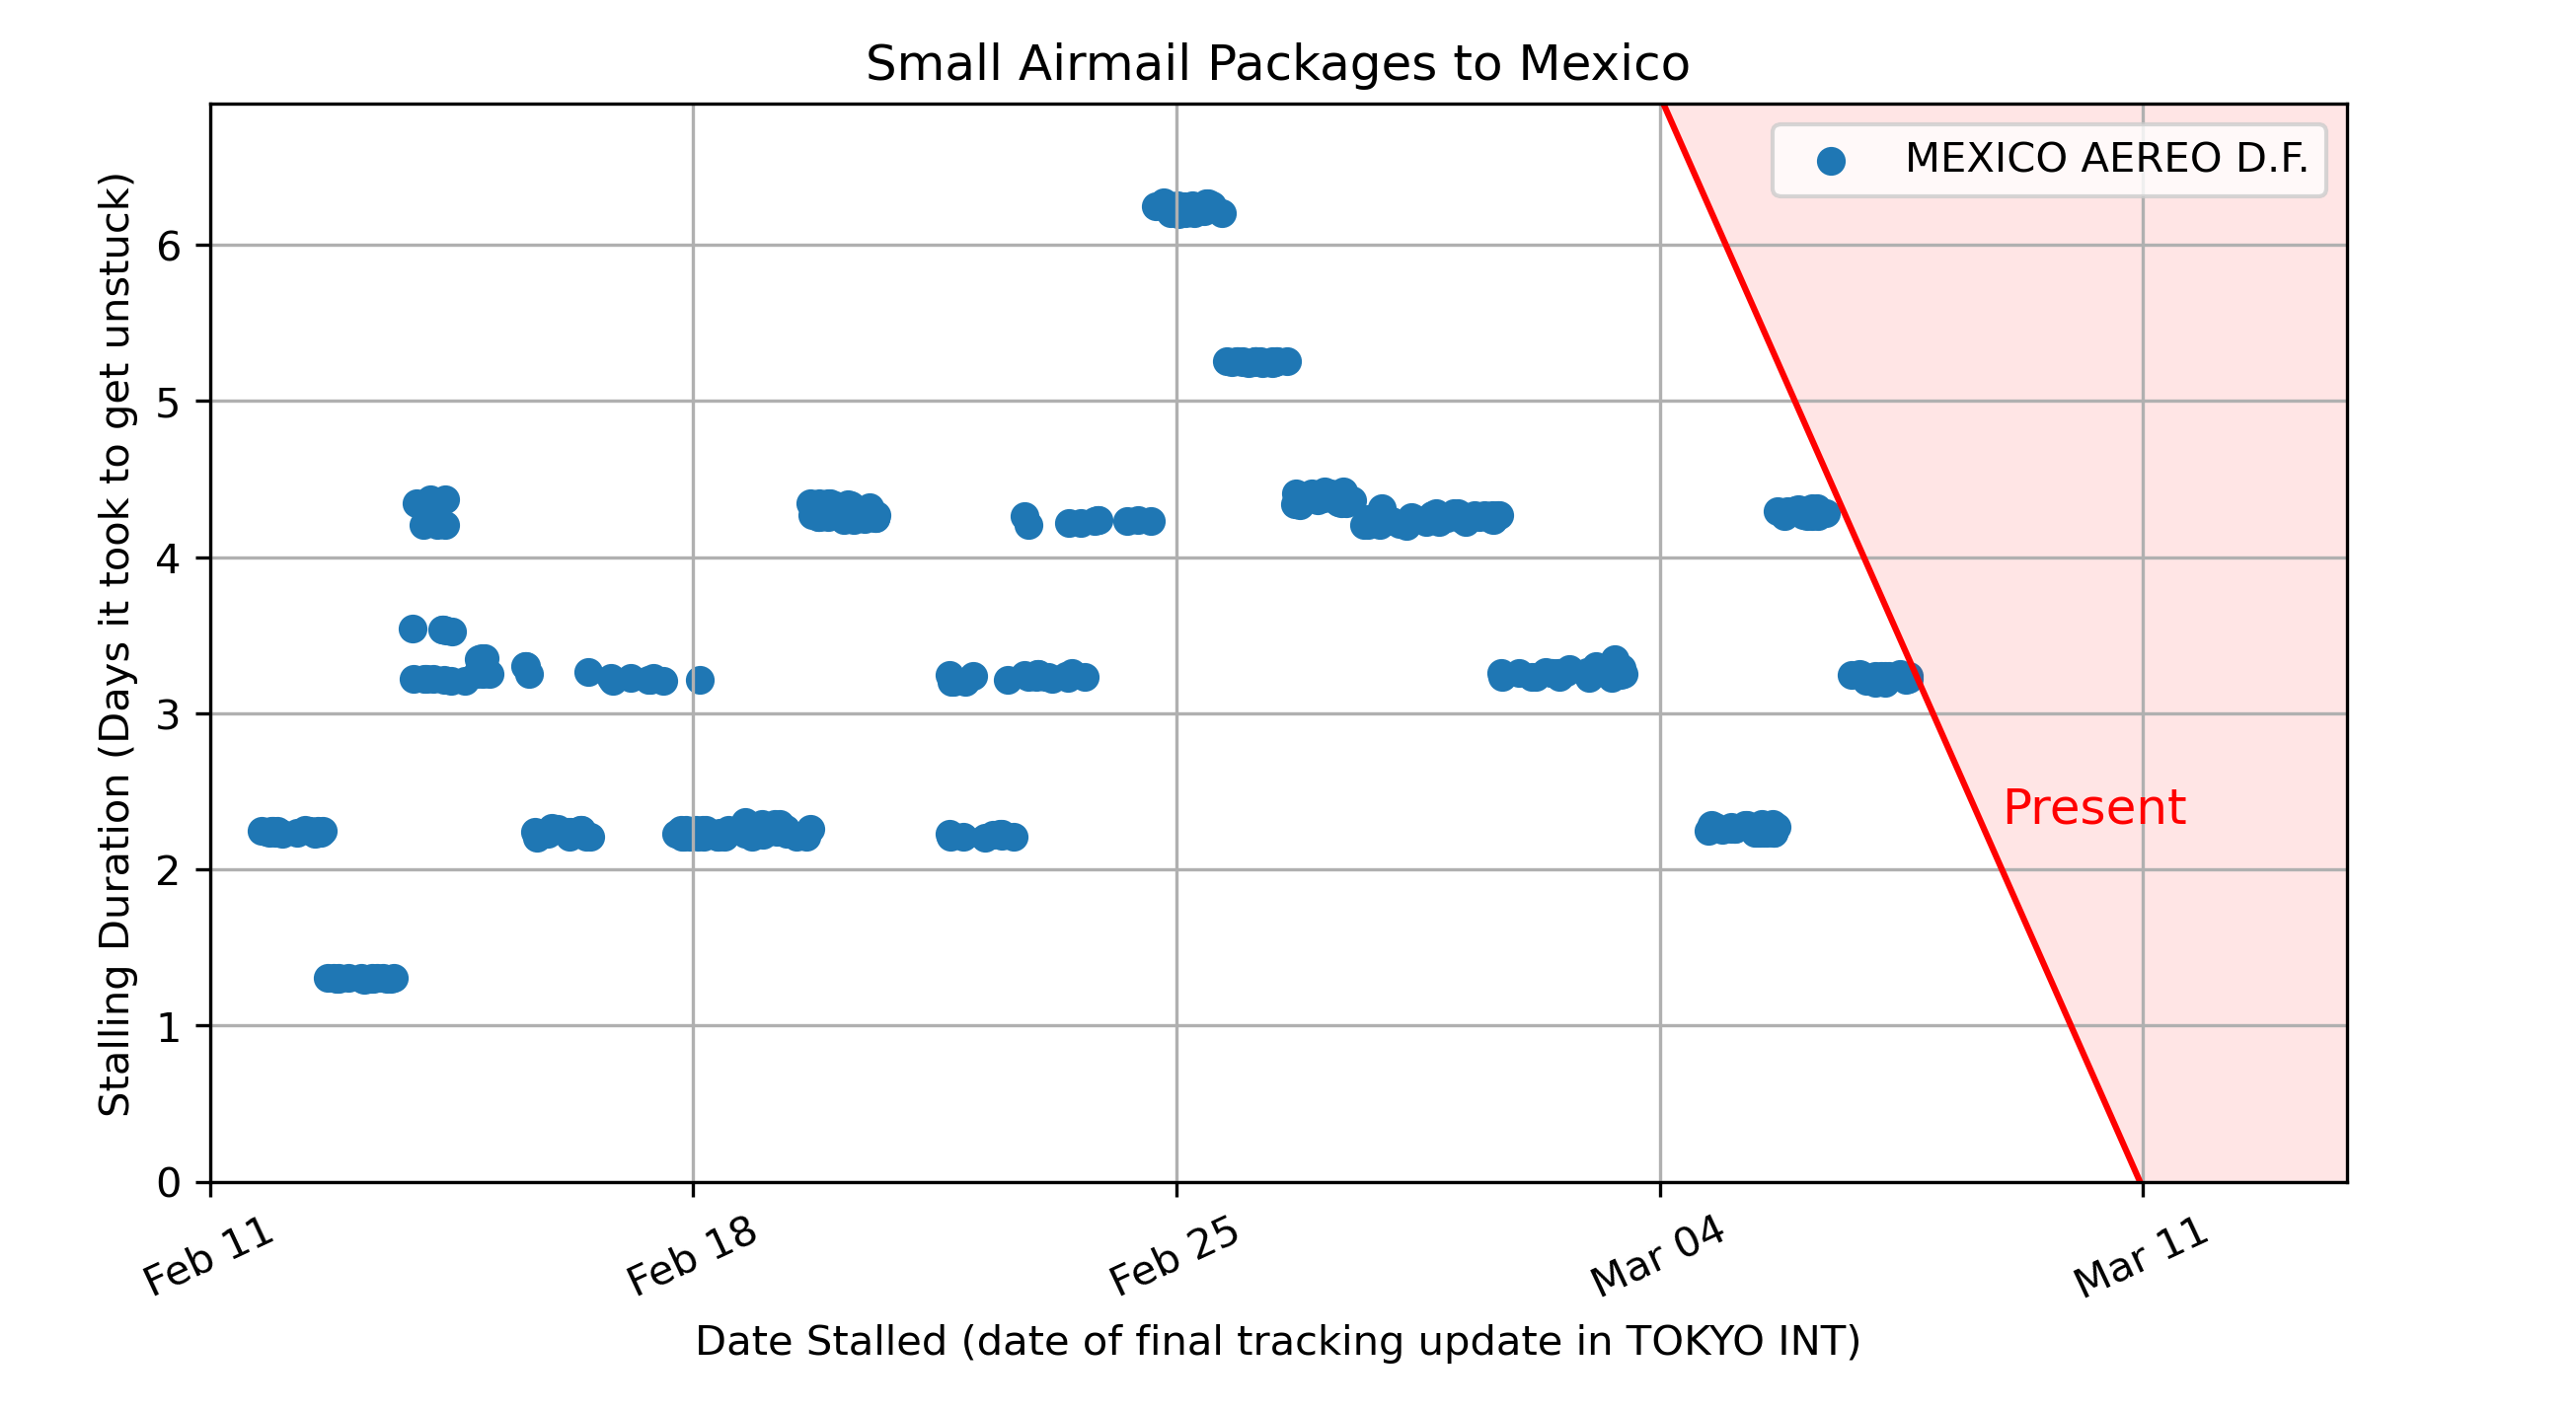 Small Airmail Packages to Mexico
MEXICO AEREO D.F.
Stalling Duration (Days it took to get unstuck)
6
5
4
3
2
1
0
Present
Feb 11
Feb 18
Feb 25
Mar 04
Mar 11
Date Stalled (date of final tracking update in TOKYO INT)